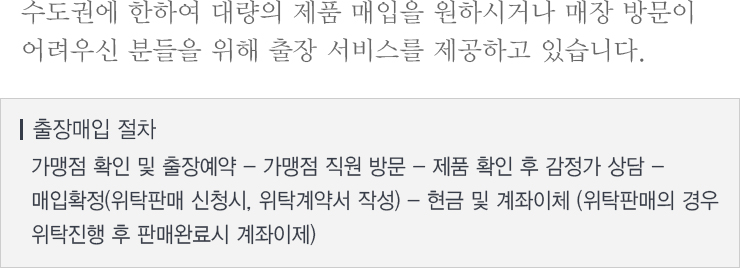 수도권에 한하여 대량의 제품 매입을 원하시거나 매장 방문이
어려우신 분들을 위해 출장 서비스를 제공하고 있습니다.
출장매입 절차
가맹점 확인 및 출장예약 – 가맹점 직원 방문 – 제품 확인 후 감정가 상담 –
매입확정(위탁판매 신청시, 위탁계약서 작성) – 현금 및 계좌이체 (위탁판매의 경우
위탁진행 후 판매완료시 계좌이제)